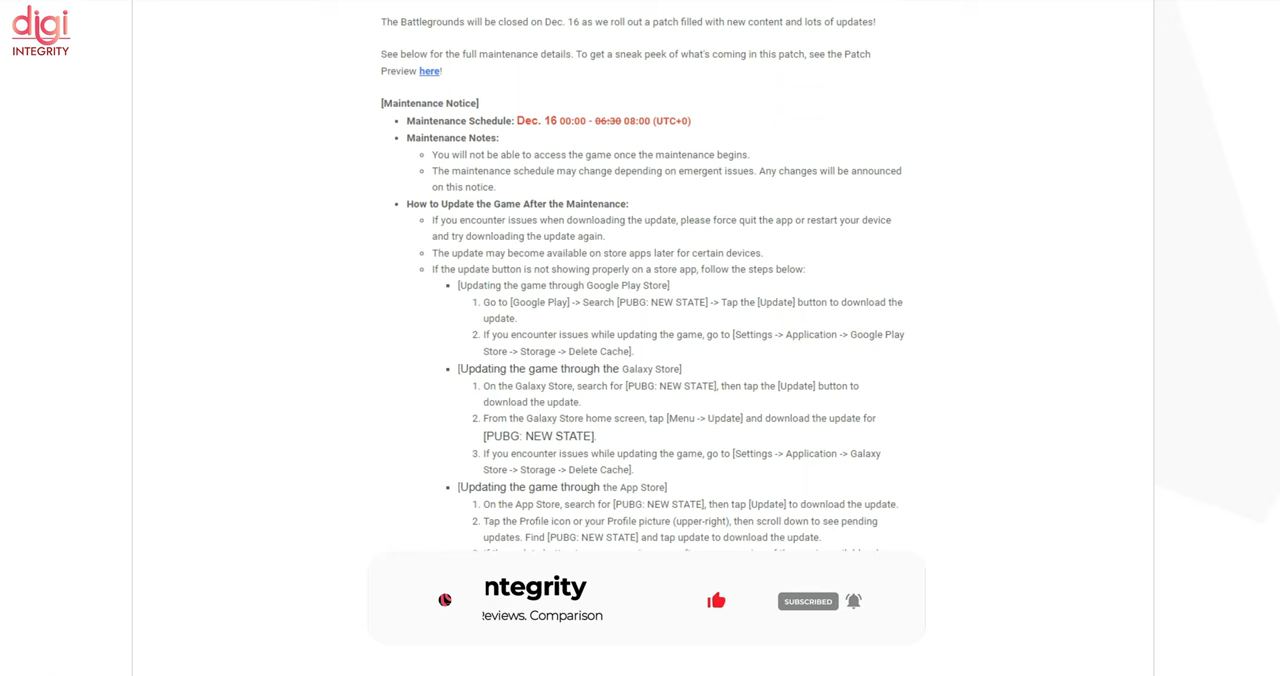 digi
INTEGRITY
The Battlegrounds will be closed on Dec. 16 as we roll out a patch filled with new content and lots of updates!
See below for the full maintenance details. To get a sneak peek of what's coming in this patch, see the Patch
Preview here!
[Maintenance Notice]
• Maintenance Schedule: Dec. 16 00:00 - 06:30 08:00 (UTC+0)
• Maintenance Notes:
○ You will not be able to access the game once the maintenance begins.
○ The maintenance schedule may change depending on emergent issues. Any changes will be announced
on this notice.
• How to Update the Game After the Maintenance:
○ If you encounter issues when downloading the update, please force quit the app or restart your device
and try downloading the update again.
○ The update may become available on store apps later for certain devices.
○ If the update button is not showing properly on a store app, follow the steps below:
▪ [Updating the game through Google Play Store]
1. Go to [Google Play] -> Search [PUBG: NEW STATE] -> Tap the [Update] button to download the
update.
2. If you encounter issues while updating the game, go to [Settings -> Application -> Google Play
Store -> Storage -> Delete Cache].
▪ [Updating the game through the Galaxy Store]
1. On the Galaxy Store, search for [PUBG: NEW STATE], then tap the [Update] button to
download the update.
2. From the Galaxy Store home screen, tap [Menu -> Update] and download the update for
[PUBG: NEW STATE].
3. If you encounter issues while updating the game, go to [Settings -> Application -> Galaxy
Store -> Storage -> Delete Cache].
▪ [Updating the game through the App Store]
1. On the App Store, search for [PUBG: NEW STATE], then tap [Update] to download the update.
2. Tap the Profile icon or your Profile picture (upper-right), then scroll down to see pending
updates. Find [PUBG: NEW STATE] and tap update to download the update.
ntegrity
eviews. Comparison
SUBSCRIBED